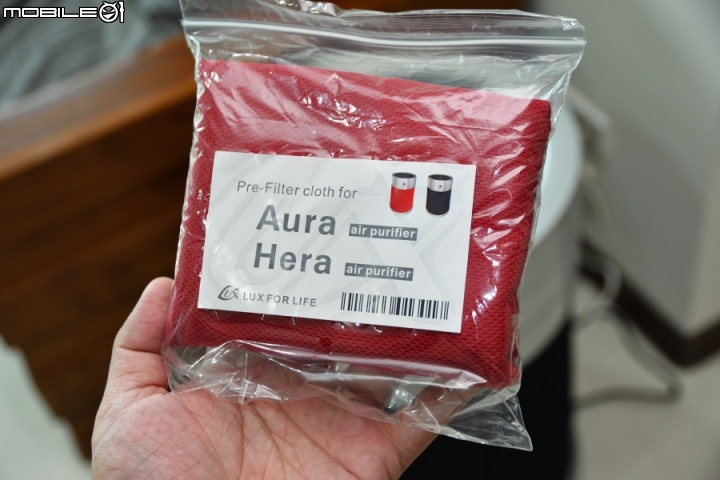 MOBILE01
Pre-Filter cloth for
Aura air purifier
Hera air purifier
LUX FOR LIFE